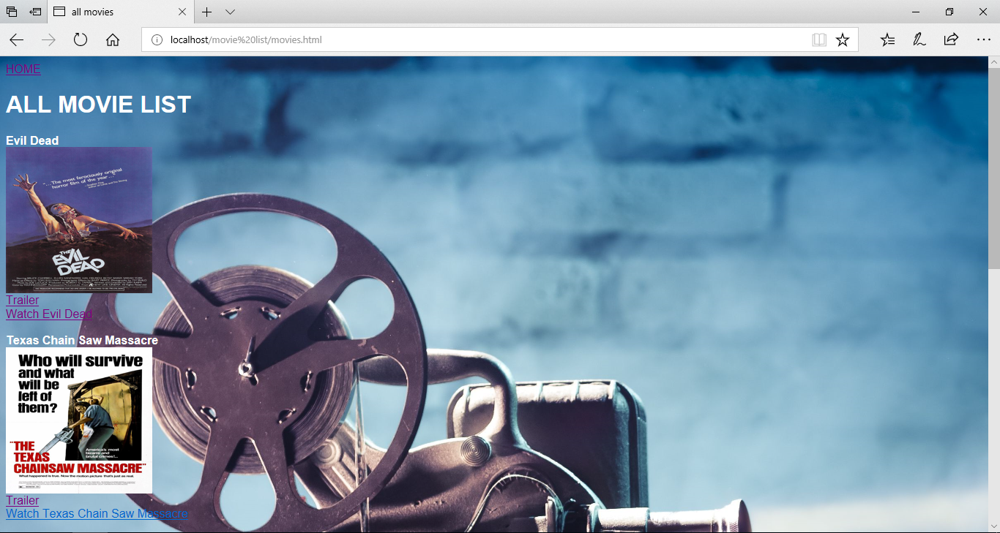 all movies
localhost/movie%20list/movies.html
HOME
ALL MOVIE LIST
Evil Dead
"...The most ferociously original
horror film of the year..."
THE
EVIL
DEAD
Trailer
Watch Evil Dead
Texas Chain Saw Massacre
Who will survive
and what
will be
left of
them?
America's most
bizarre and
brutal crimes!...
"THE
TEXAS
CHAINSAW MASSACRE"
What happened is true. Now the motion picture that's just as real.
Trailer
Watch Texas Chain Saw Massacre